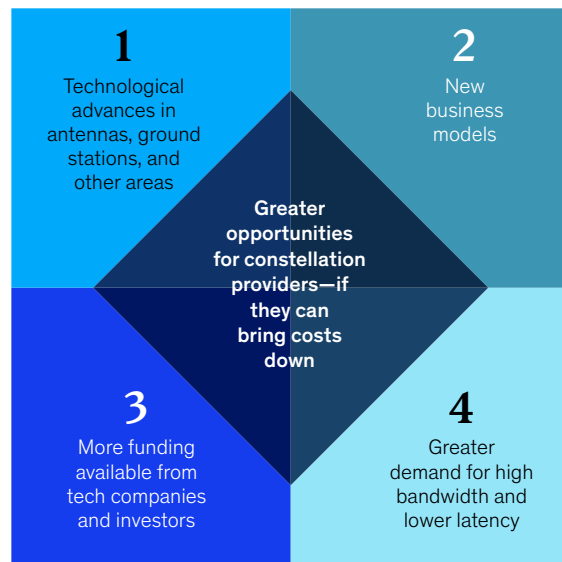 1
Technological
advances in
antennas, ground
stations, and
other areas
2
New
business
models
Greater
opportunities
for constellation
providers—if
they can
bring costs
down
3
More funding
available from
tech companies
and investors
4
Greater
demand for high
bandwidth and
lower latency